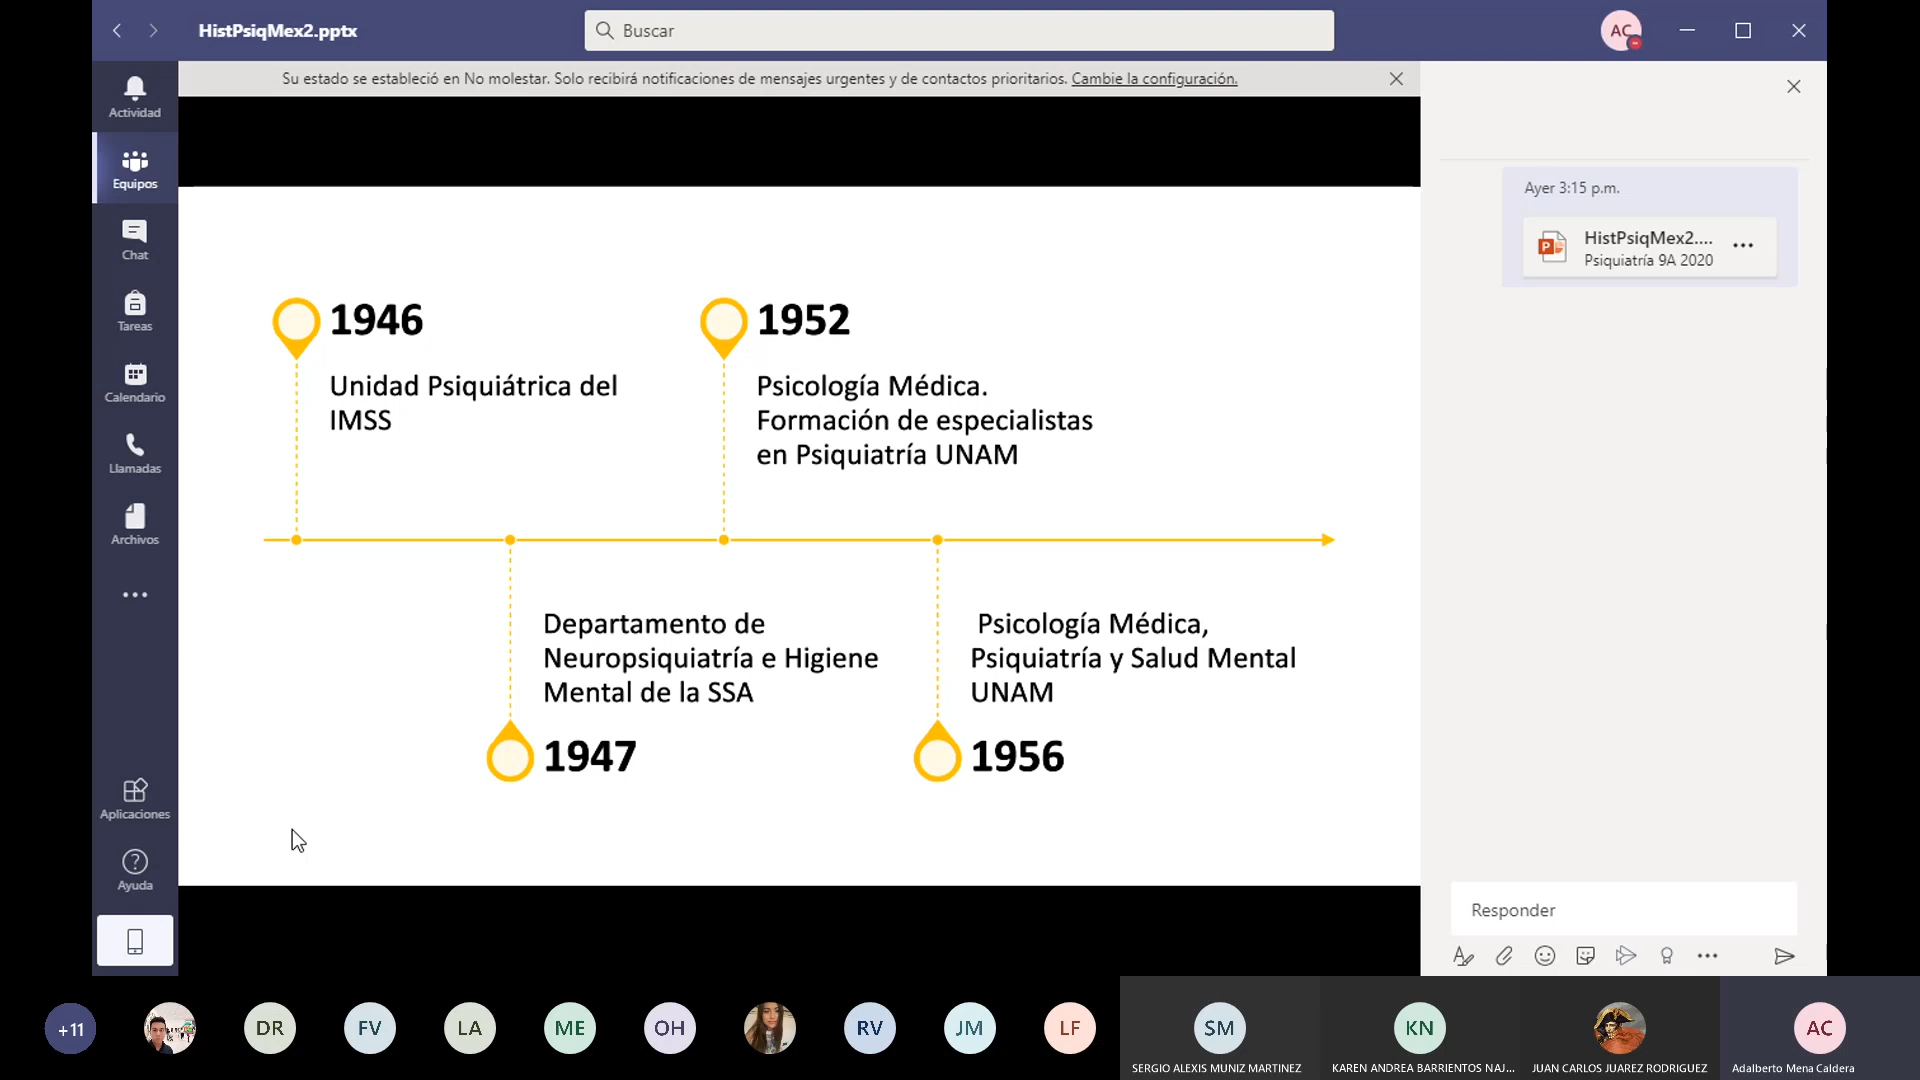 HistPsiqMex2.pptx
Buscar
AC
Su estado se estableció en No molestar. Solo recibirá notificaciones de mensajes urgentes y de contactos prioritarios. Cambie la configuración.
Actividad
Equipos
Chat
Tareas
Calendario
Llamadas
Archivos
Aplicaciones
Ayuda
1946
Unidad Psiquiátrica del
IMSS
1952
Psicología Médica.
Formación de especialistas
en Psiquiatría UNAM
Departamento de
Neuropsiquiatría e Higiene
Mental de la SSA
1947
Psicología Médica,
Psiquiatría y Salud Mental
UNAM
1956
Ayer 3:15 p.m.
HistPsiqMex2....
Psiquiatría 9A 2020
Responder
+11
DR
FV
LA
ME
OH
RV
JM
LF
SM
SERGIO ALEXIS MUNIZ MARTINEZ
KN
KAREN ANDREA BARRIENTOS NAJ...
JUAN CARLOS JUAREZ RODRIGUEZ
AC
Adalberto Mena Caldera